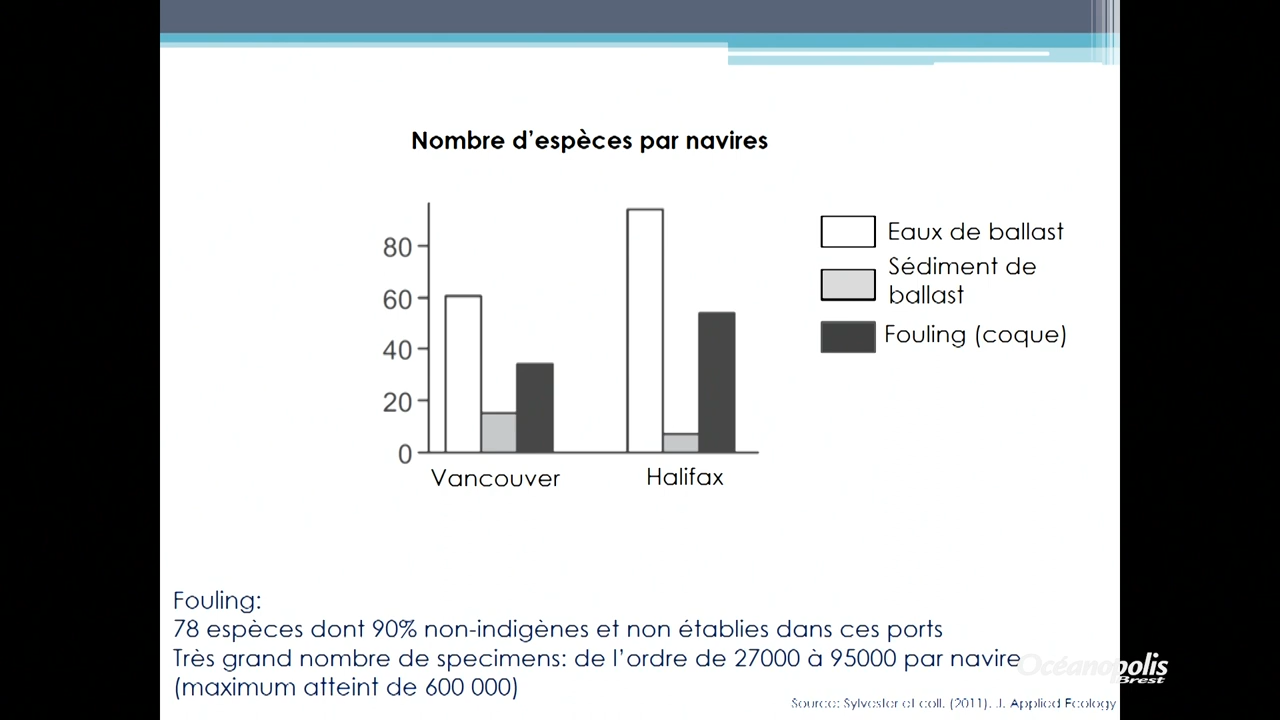 Nombre d'espèces par navires
80
60
40
20
0
Vancouver
Halifax
Eaux de ballast
Sédiment de
ballast
Fouling (coque)
Fouling:
78 espèces dont 90% non-indigènes et non établies dans ces ports
Très grand nombre de specimens: de l'ordre de 27000 à 95000 par navire
(maximum atteint de 600 000)
Océanopolis
Brest
Source: Sylvester et coll. (2011). J. Applied Ecology